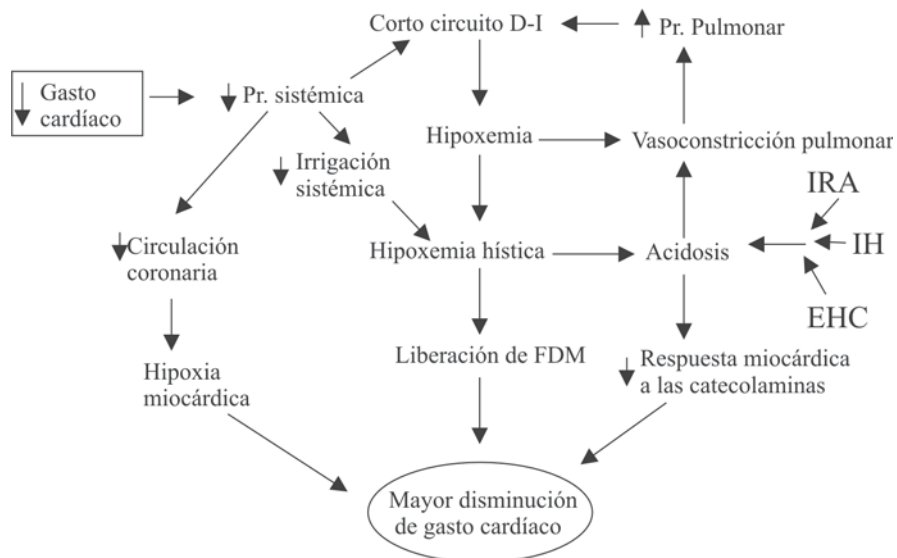 Corto circuito D-I
Pr. Pulmonar
Gasto
cardíaco
Pr. sistémica
Hipoxemia
Vasoconstricción pulmonar
Irrigación
sistémica
IRA
Circulación
coronaria
Hipoxemia hística
Acidosis
IH
EHC
Hipoxia
miocárdica
Liberación de FDM
Respuesta miocárdica
a las catecolaminas
Mayor disminución
de gasto cardíaco